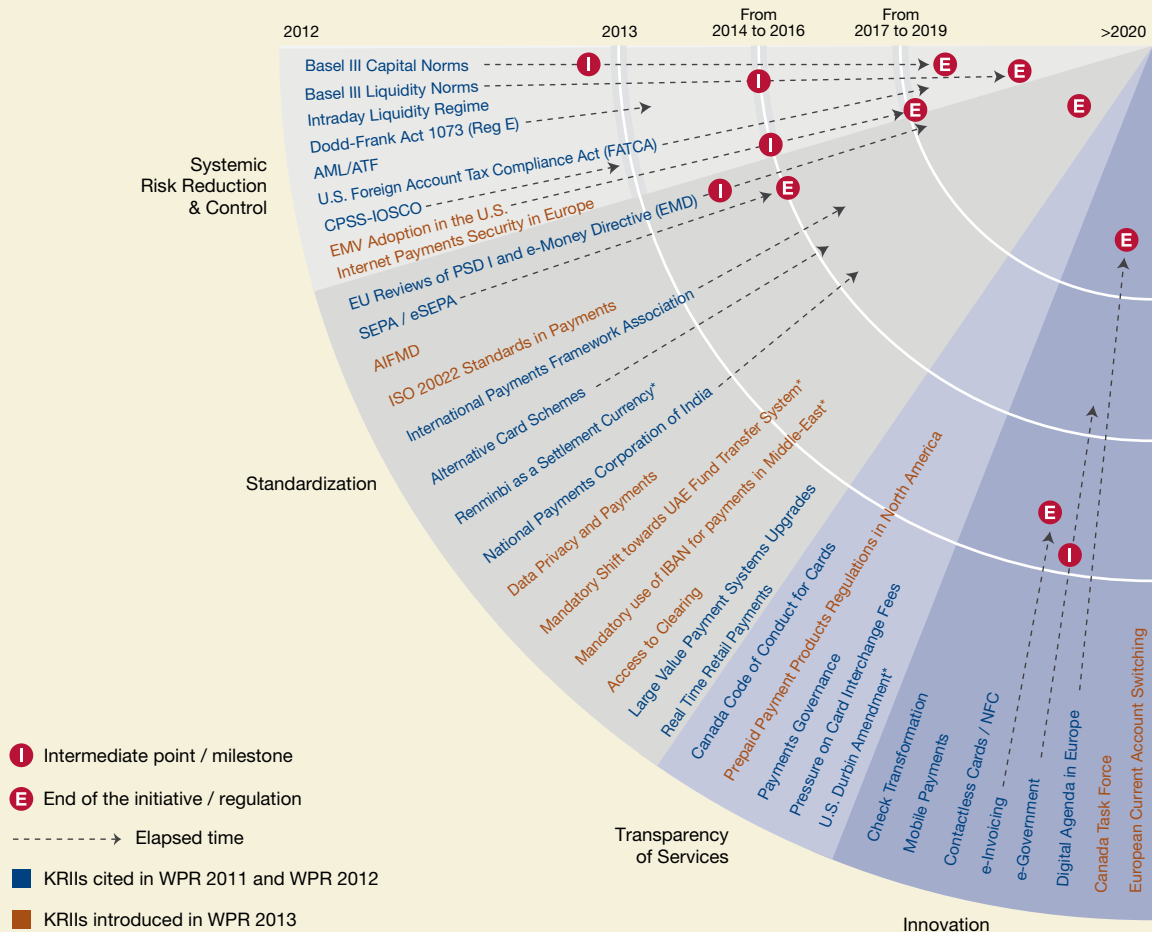 2012
2013
From
2014 to 2016
From
2017 to 2019
>2020
Systemic
Risk Reduction
& Control
Basel III Capital Norms
I
E
Basel III Liquidity Norms
I
E
Intraday Liquidity Regime
Dodd-Frank Act 1073 (Reg E)
AML/ATF
U.S. Foreign Account Tax Compliance Act (FATCA)
CPSS-IOSCO
EMV Adoption in the U.S.
I
E
Internet Payments Security in Europe
E
Standardization
EU Reviews of PSD I and e-Money Directive (EMD)
I
SEPA / eSEPA
E
AIFMD
ISO 20022 Standards in Payments
International Payments Framework Association
Alternative Card Schemes
Renminbi as a Settlement Currency*
National Payments Corporation of India
Data Privacy and Payments
Mandatory Shift towards UAE Fund Transfer System*
Mandatory use of IBAN for payments in Middle-East*
Access to Clearing
Large Value Payment Systems Upgrades
Real Time Retail Payments
Transparency
of Services
Canada Code of Conduct for Cards
Prepaid Payment Products Regulations in North America
Payments Governance
Pressure on Card Interchange Fees
U.S. Durbin Amendment*
Innovation
Check Transformation
Mobile Payments
Contactless Cards / NFC
e-Invoicing
E
e-Government
I
Digital Agenda in Europe
E
Canada Task Force
European Current Account Switching
I Intermediate point / milestone
E End of the initiative / regulation
Elapsed time
KRIIs cited in WPR 2011 and WPR 2012
KRIIs introduced in WPR 2013